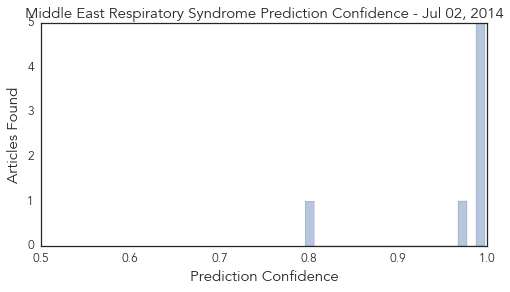 Middle East Respiratory Syndrome Prediction Confidence - Jul 02, 2014
5
4
3
2
1
0
Articles Found
0.5 0.6 0.7 0.8 0.9 1.0
Prediction Confidence